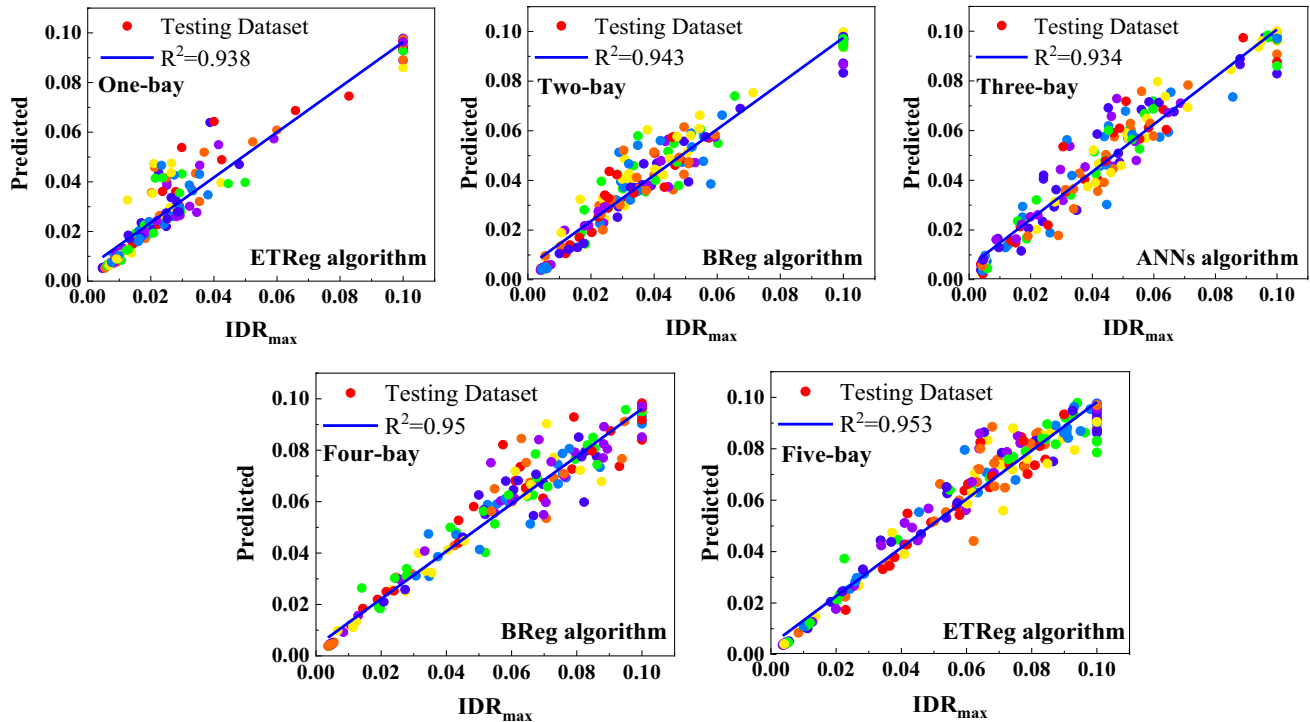 0.10
0.08
0.06
0.04
0.02
0.00
Predicted
Testing Dataset
R²=0.938
One-bay
ETReg algorithm
0.00 0.02 0.04 0.06 0.08 0.10
IDRmax
0.10
0.08
0.06
0.04
0.02
0.00
Predicted
Testing Dataset
R²=0.943
Two-bay
BReg algorithm
0.00 0.02 0.04 0.06 0.08 0.10
IDRmax
0.10
0.08
0.06
0.04
0.02
0.00
Predicted
Testing Dataset
R²=0.934
Three-bay
ANNs algorithm
0.00 0.02 0.04 0.06 0.08 0.10
IDRmax
0.10
0.08
0.06
0.04
0.02
0.00
Predicted
Testing Dataset
R²=0.95
Four-bay
BReg algorithm
0.00 0.02 0.04 0.06 0.08 0.10
IDRmax
0.10
0.08
0.06
0.04
0.02
0.00
Predicted
Testing Dataset
R²=0.953
Five-bay
ETReg algorithm
0.00 0.02 0.04 0.06 0.08 0.10
IDRmax